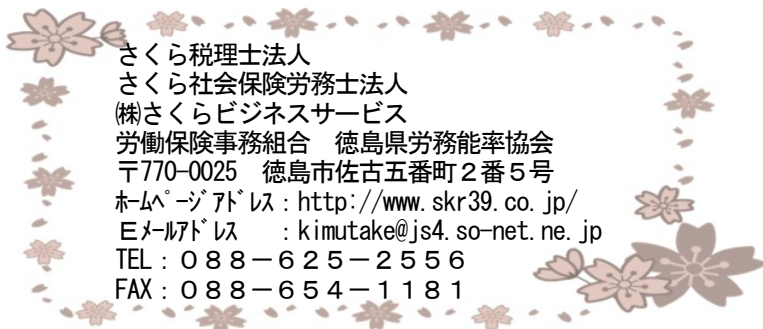 さくら税理士法人
さくら社会保険労務士法人
㈱さくらビジネスサービス
労働保険事務組合　徳島県労務能率協会
〒770-0025　徳島市佐古五番町２番５号
ﾎｰﾑﾍﾟｰｼﾞｱﾄﾞﾚｽ：http://www.skr39.co.jp/
Ｅﾒｰﾙｱﾄﾞﾚｽ　　：kimutake@js4.so-net.ne.jp
TEL：０８８－６２５－２５５６
FAX：０８８－６５４－１１８１